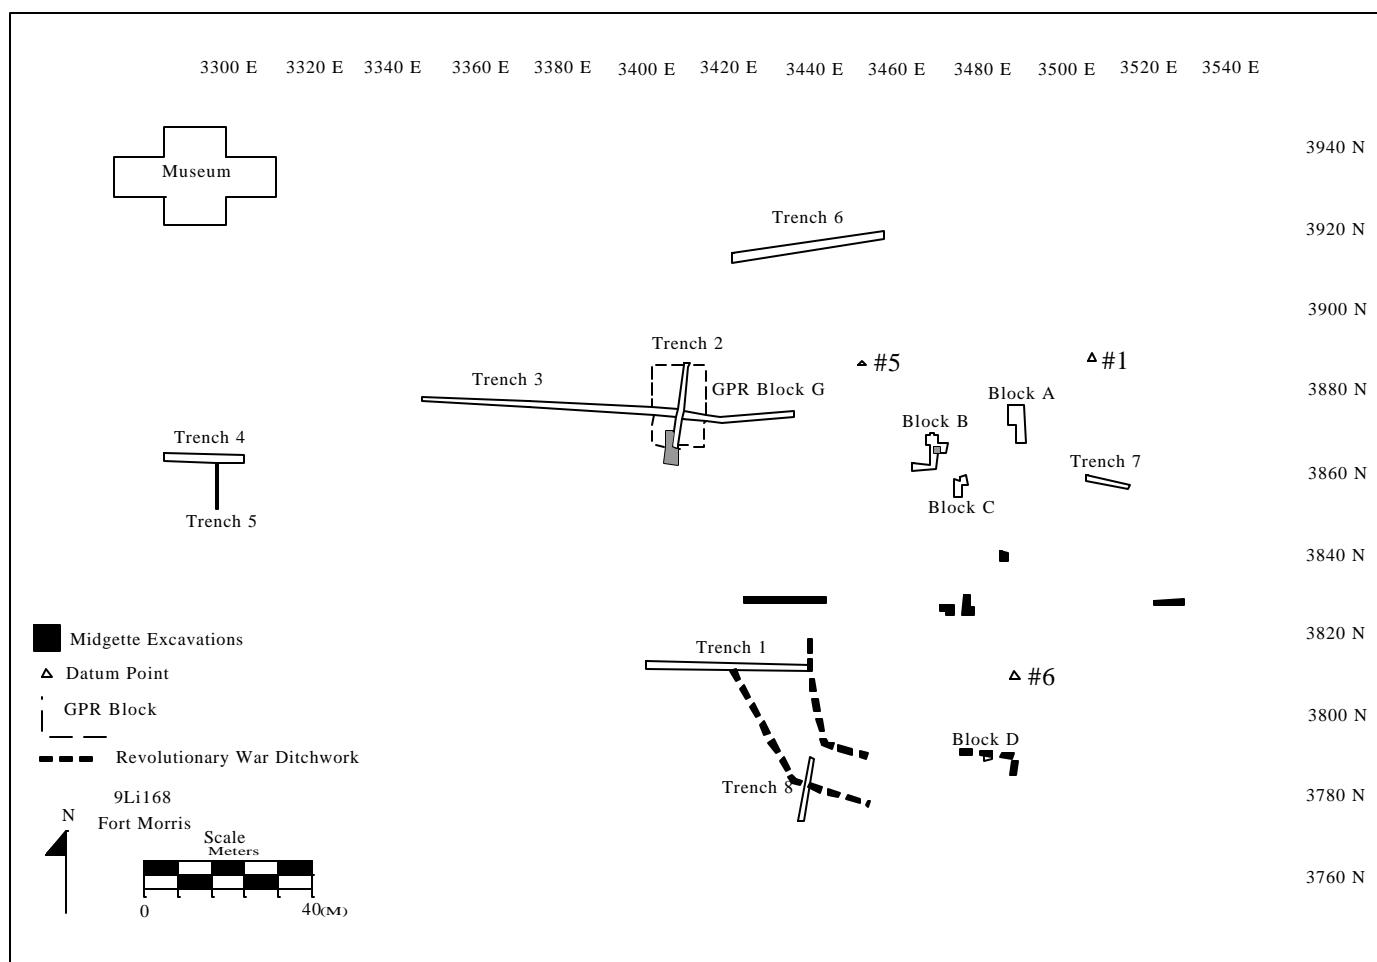 3300 E 3320 E 3340 E 3360 E 3380 E 3400 E 3420 E 3440 E 3460 E 3480 E 3500 E 3520 E 3540 E
3940 N
Museum
Trench 6
3920 N
3900 N
Trench 2
#5
#1
Trench 3
GPR Block G
Block A
3880 N
Block B
Trench 4
Trench 7
3860 N
Block C
Trench 5
3840 N
Midgette Excavations
3820 N
Trench 1
Datum Point
#6
GPR Block
3800 N
Block D
Revolutionary War Ditchwork
Trench 8
3780 N
9Li168
N
Fort Morris
Scale
Meters
3760 N
0 40(M)